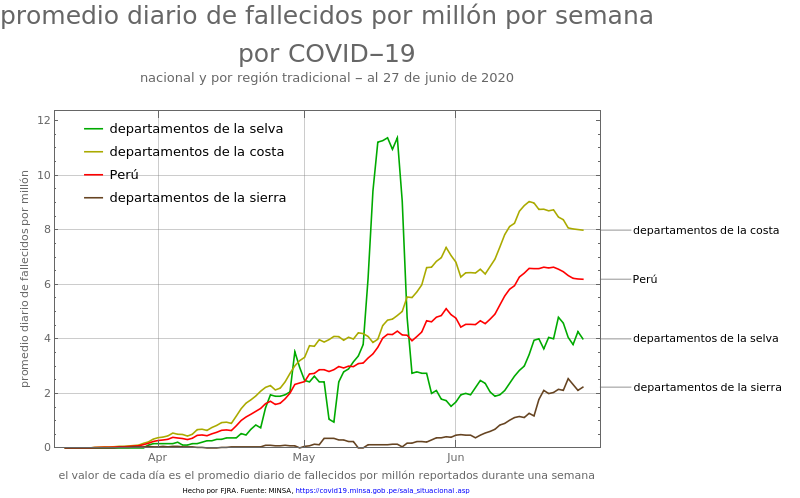 promedio diario de fallecidos por millón por semana
por COVID−19
nacional y por región tradicional − al 27 de junio de 2020
promedio diario de fallecidos por millón
12
10
8
6
4
2
0
departamentos de la selva
departamentos de la costa
Perú
departamentos de la sierra
departamentos de la costa
Perú
departamentos de la selva
departamentos de la sierra
Apr May Jun
el valor de cada día es el promedio diario de fallecidos por millón reportados durante una semana
Hecho por FJRA. Fuente: MINSA, https://covid19.minsa.gob.pe/sala_situacional.asp